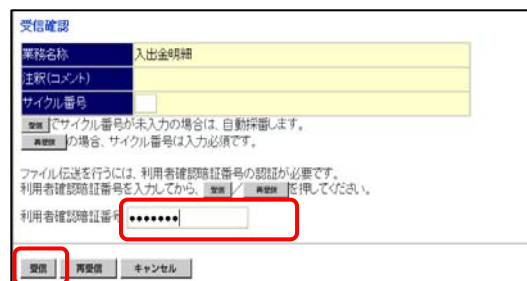 受信確認
業務名称 入出金明細
注釈(コメント)
サイクル番号
受信 でサイクル番号が未入力の場合は、自動採番します。
再受信 の場合、サイクル番号は入力必須です。
ファイル伝送を行うには、利用者確認暗証番号の認証が必要です。
利用者確認暗証番号を入力してから、 受信 / 再受信 を押してください。
利用者確認暗証番号 ●●●●●●●
受信 再受信 キャンセル